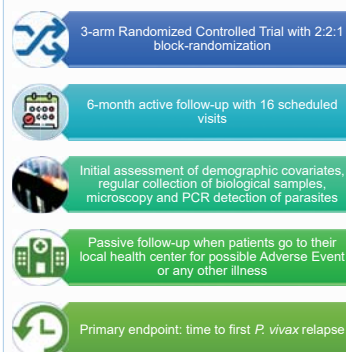 3-arm Randomized Controlled Trial with 2:2:1
block-randomization
6-month active follow-up with 16 scheduled
visits
Initial assessment of demographic covariates,
regular collection of biological samples,
microscopy and PCR detection of parasites
Passive follow-up when patients go to their
local health center for possible Adverse Event
or any other illness
Primary endpoint: time to first P. vivax relapse